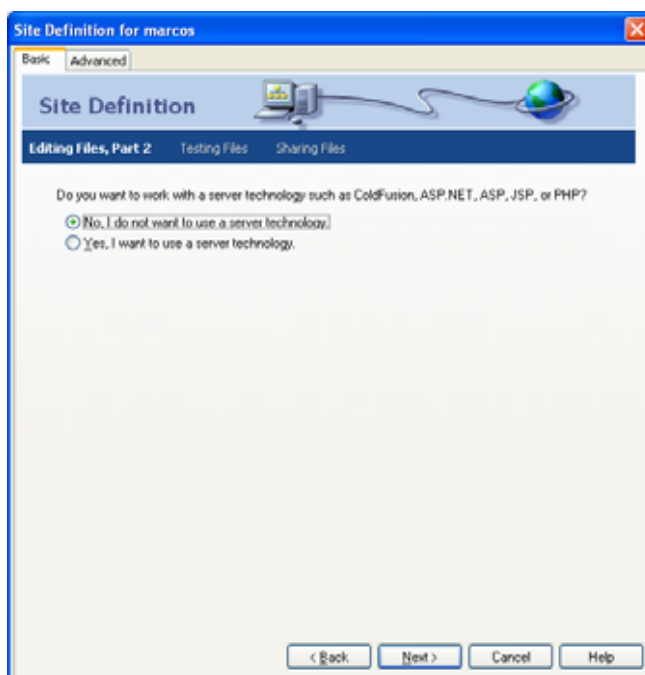 Site Definition for marcos
Basic Advanced
Site Definition
Editing Files, Part 2 Testing Files Sharing Files
Do you want to work with a server technology such as ColdFusion, ASP.NET, ASP, JSP, or PHP?
No, I do not want to use a server technology.
Yes, I want to use a server technology.
< Back Next > Cancel Help